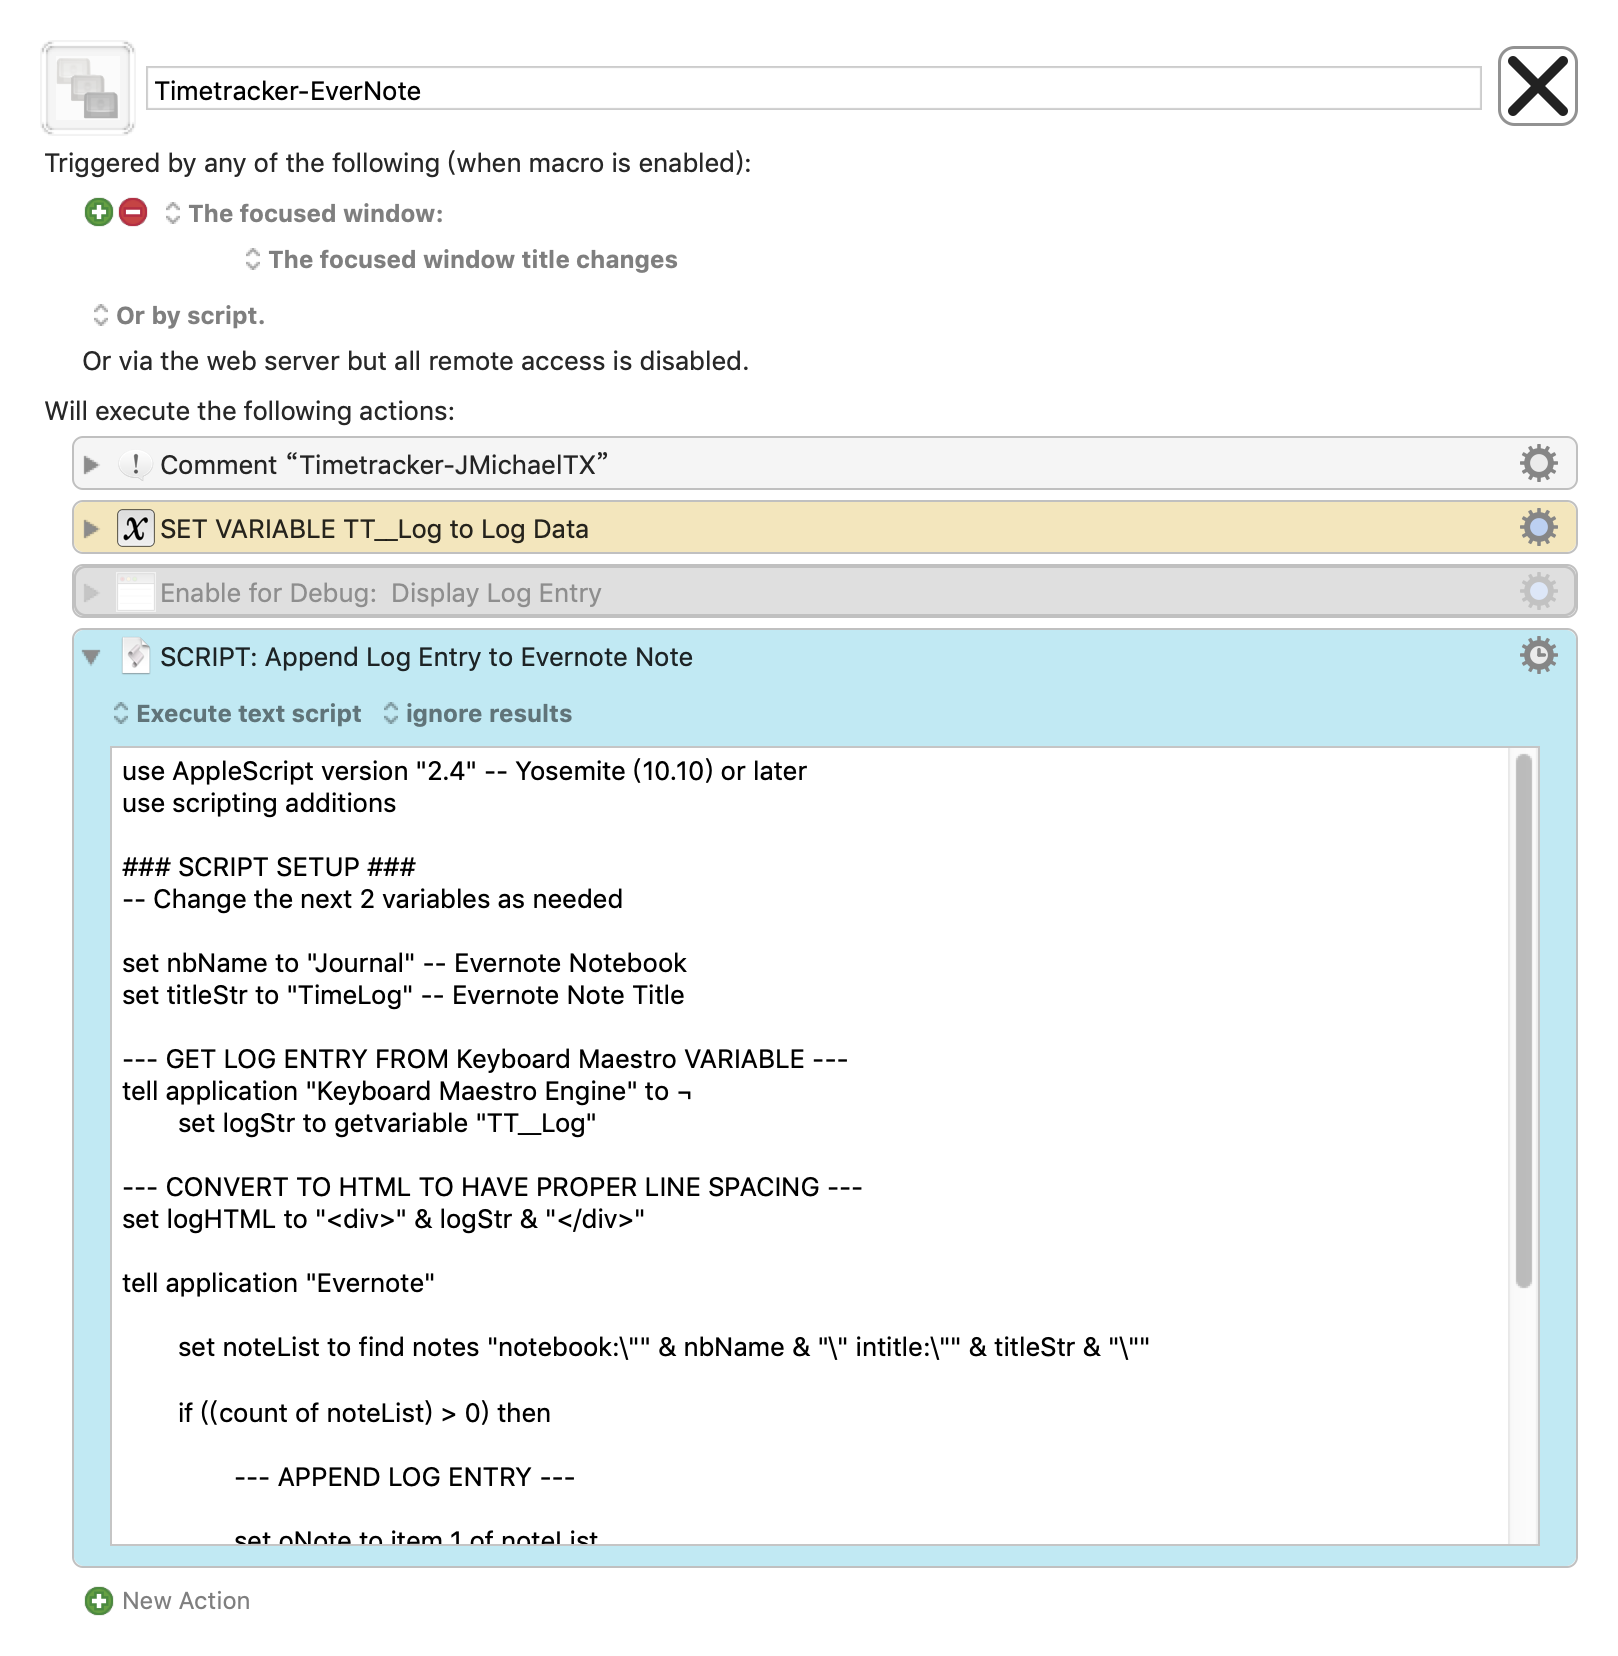 Timetracker-EverNote
Triggered by any of the following (when macro is enabled):
The focused window:
The focused window title changes
Or by script.
Or via the web server but all remote access is disabled.
Will execute the following actions:
Comment “Timetracker-JMichaelTX”
SET VARIABLE TT__Log to Log Data
Enable for Debug:  Display Log Entry
SCRIPT: Append Log Entry to Evernote Note
Execute text script ignore results
use AppleScript version "2.4" -- Yosemite (10.10) or later
use scripting additions
### SCRIPT SETUP ###
-- Change the next 2 variables as needed
set nbName to "Journal" -- Evernote Notebook
set titleStr to "TimeLog" -- Evernote Note Title
--- GET LOG ENTRY FROM Keyboard Maestro VARIABLE ---
tell application "Keyboard Maestro Engine" to ¬
set logStr to getvariable "TT__Log"
--- CONVERT TO HTML TO HAVE PROPER LINE SPACING ---
set logHTML to "<div>" & logStr & "</div>"
tell application "Evernote"
set noteList to find notes "notebook:\"" & nbName & "\" intitle:\"" & titleStr & "\""
if ((count of noteList) > 0) then
--- APPEND LOG ENTRY ---
set oNote to item 1 of noteList
New Action